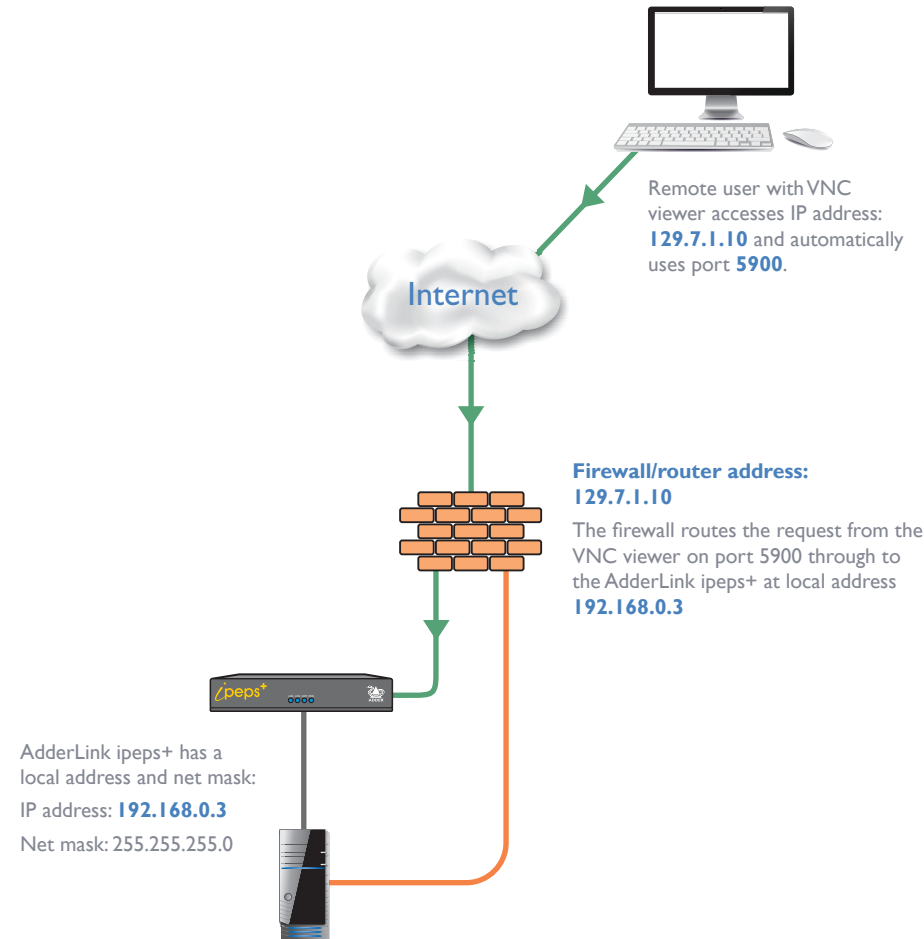 Remote user with VNC
viewer accesses IP address:
129.7.1.10 and automatically
uses port 5900.
Internet
Firewall/router address:
129.7.1.10
The firewall routes the request from the
VNC viewer on port 5900 through to
the AdderLink ipeps+ at local address
192.168.0.3
ipeps+
ADDER
AdderLink ipeps+ has a
local address and net mask:
IP address: 192.168.0.3
Net mask: 255.255.255.0